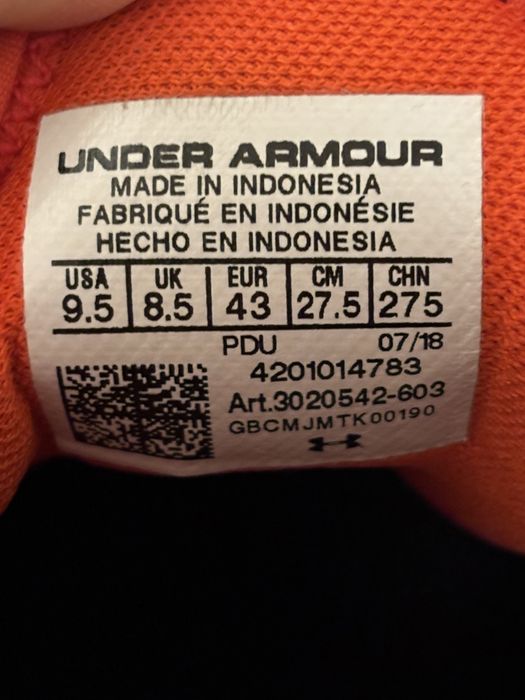 UNDER ARMOUR
MADE IN INDONESIA
FABRIQUÉ EN INDONÉSIE
HECHO EN INDONESIA
USA UK EUR CM CHN
9.5 8.5 43 27.5 275
PDU 07/18
4201014783
Art.3020542-603
GBCMJMTK00190